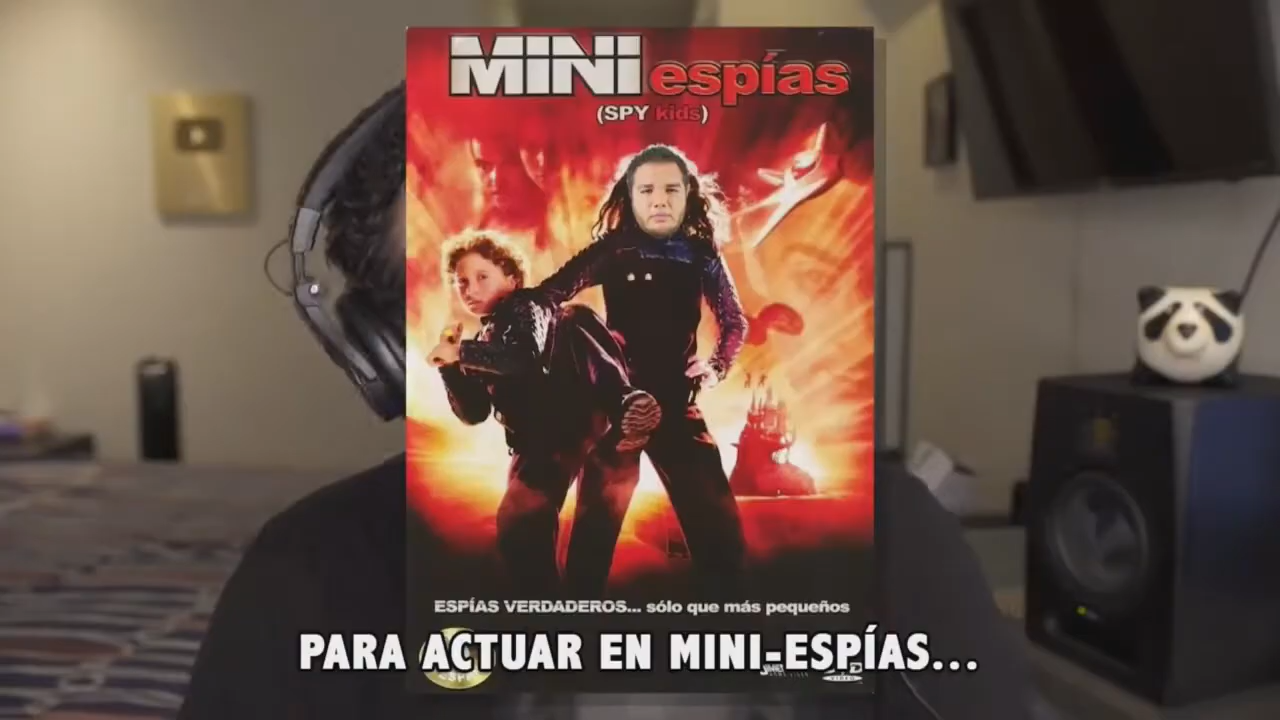 MINI espías
(SPY kids)
ESPÍAS VERDADEROS... sólo que más pequeños
PARA ACTUAR EN MINI-ESPÍAS...